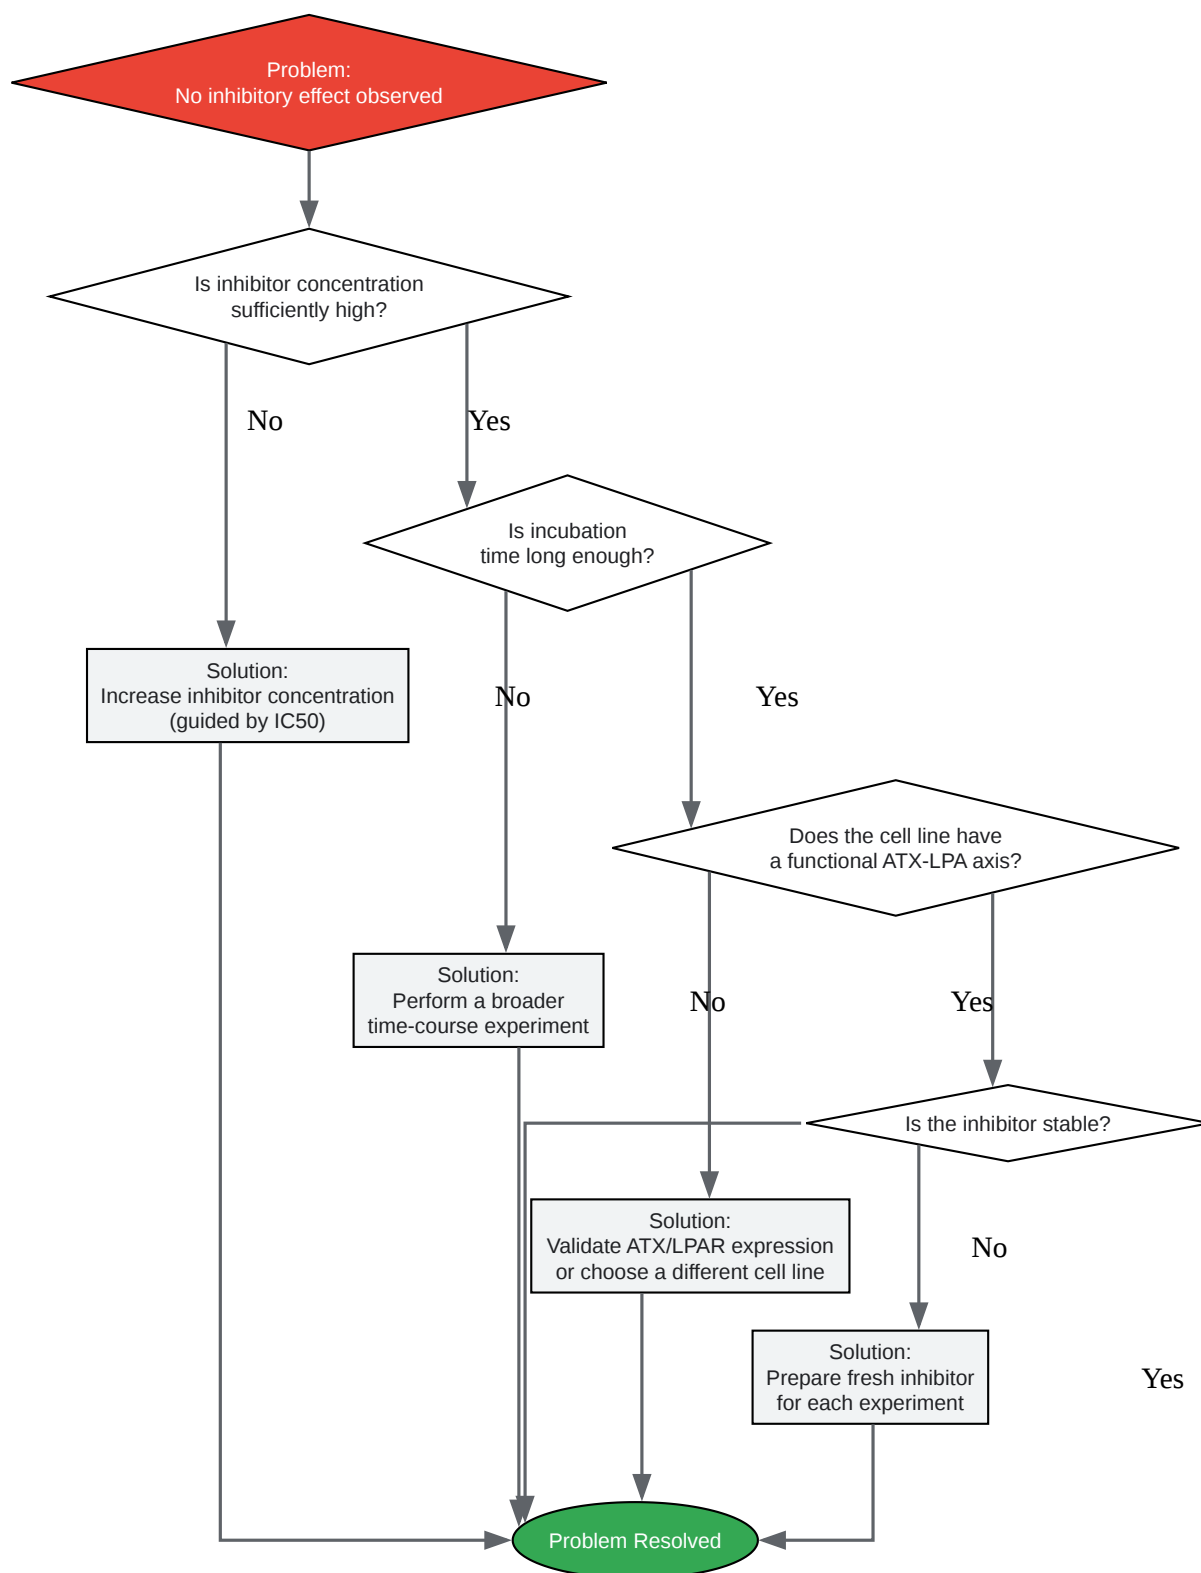 Problem:
No inhibitory effect observed
Is inhibitor concentration
sufficiently high?
No
Yes
Is incubation
time long enough?
Solution:
Increase inhibitor concentration
(guided by IC50)
No
Yes
Does the cell line have
a functional ATX-LPA axis?
Solution:
Perform a broader
time-course experiment
No
Yes
Is the inhibitor stable?
Solution:
Validate ATX/LPAR expression
or choose a different cell line
No
Solution:
Prepare fresh inhibitor
for each experiment
Yes
Problem Resolved